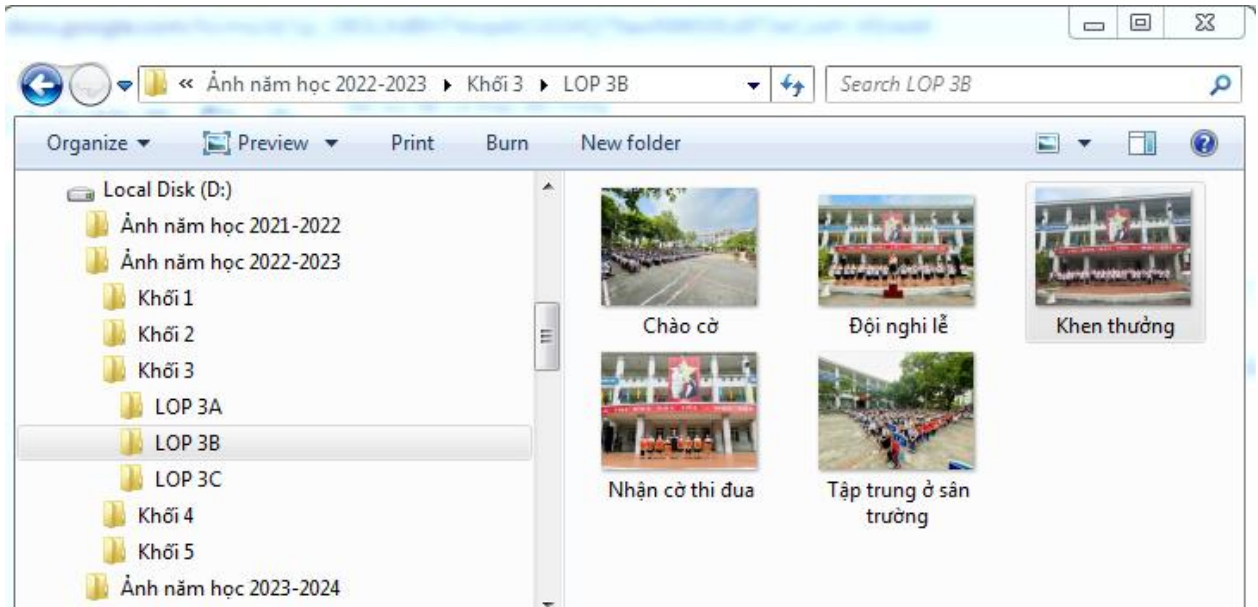 « Ảnh năm học 2022-2023 ▸ Khối 3 ▸ LOP 3B
Search LOP 3B
Organize Preview Print Burn New folder
Local Disk (D:)
Ảnh năm học 2021-2022
Ảnh năm học 2022-2023
Khối 1
Khối 2
Khối 3
LOP 3A
LOP 3B
LOP 3C
Khối 4
Khối 5
Ảnh năm học 2023-2024
Chào cờ
Đội nghi lễ
Khen thưởng
Nhận cờ thi đua
Tập trung ở sân
trường